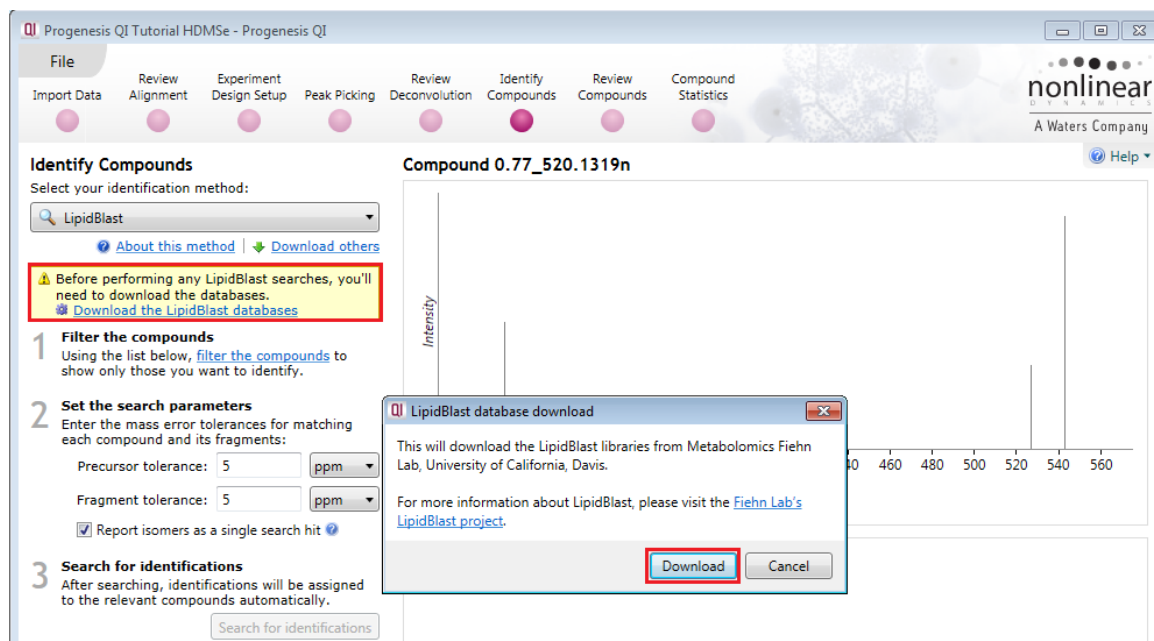 Progenesis QI Tutorial HDMSe - Progenesis QI
File
Import Data
Review Alignment
Experiment Design Setup
Peak Picking
Review Deconvolution
Identify Compounds
Review Compounds
Compound Statistics
nonlinear
DYNAMICS
A Waters Company
Help
Identify Compounds
Select your identification method:
LipidBlast
About this method | Download others
Before performing any LipidBlast searches, you'll
need to download the databases.
Download the LipidBlast databases
1 Filter the compounds
Using the list below, filter the compounds to
show only those you want to identify.
2 Set the search parameters
Enter the mass error tolerances for matching
each compound and its fragments:
Precursor tolerance: 5 ppm
Fragment tolerance: 5 ppm
Report isomers as a single search hit
3 Search for identifications
After searching, identifications will be assigned
to the relevant compounds automatically.
Search for identifications
Compound 0.77_520.1319n
Intensity
460 480 500 520 540 560
QI LipidBlast database download
This will download the LipidBlast libraries from Metabolomics Fiehn
Lab, University of California, Davis.
For more information about LipidBlast, please visit the Fiehn Lab's
LipidBlast project.
Download
Cancel